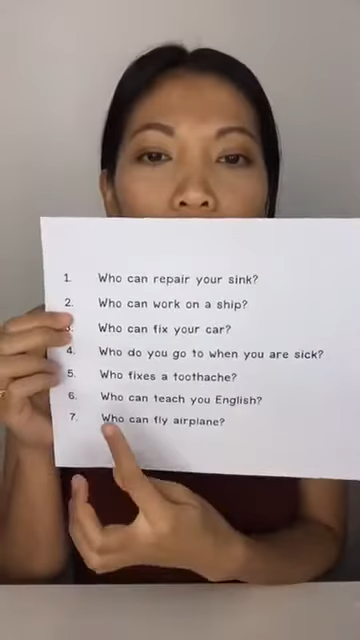 1. Who can repair your sink?
2. Who can work on a ship?
3. Who can fix your car?
4. Who do you go to when you are sick?
5. Who fixes a toothache?
6. Who can teach you English?
7. Who can fly airplane?